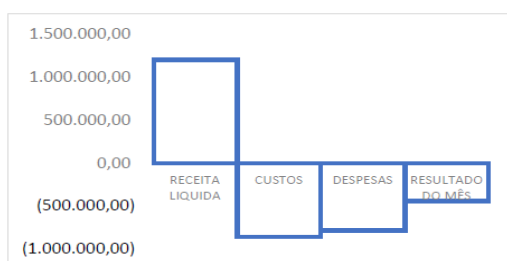 1.500.000,00
1.000.000,00
500.000,00
0,00
(500.000,00)
(1.000.000,00)
RECEITA
LIQUIDA
CUSTOS
DESPESAS
RESULTADO
DO MÊS